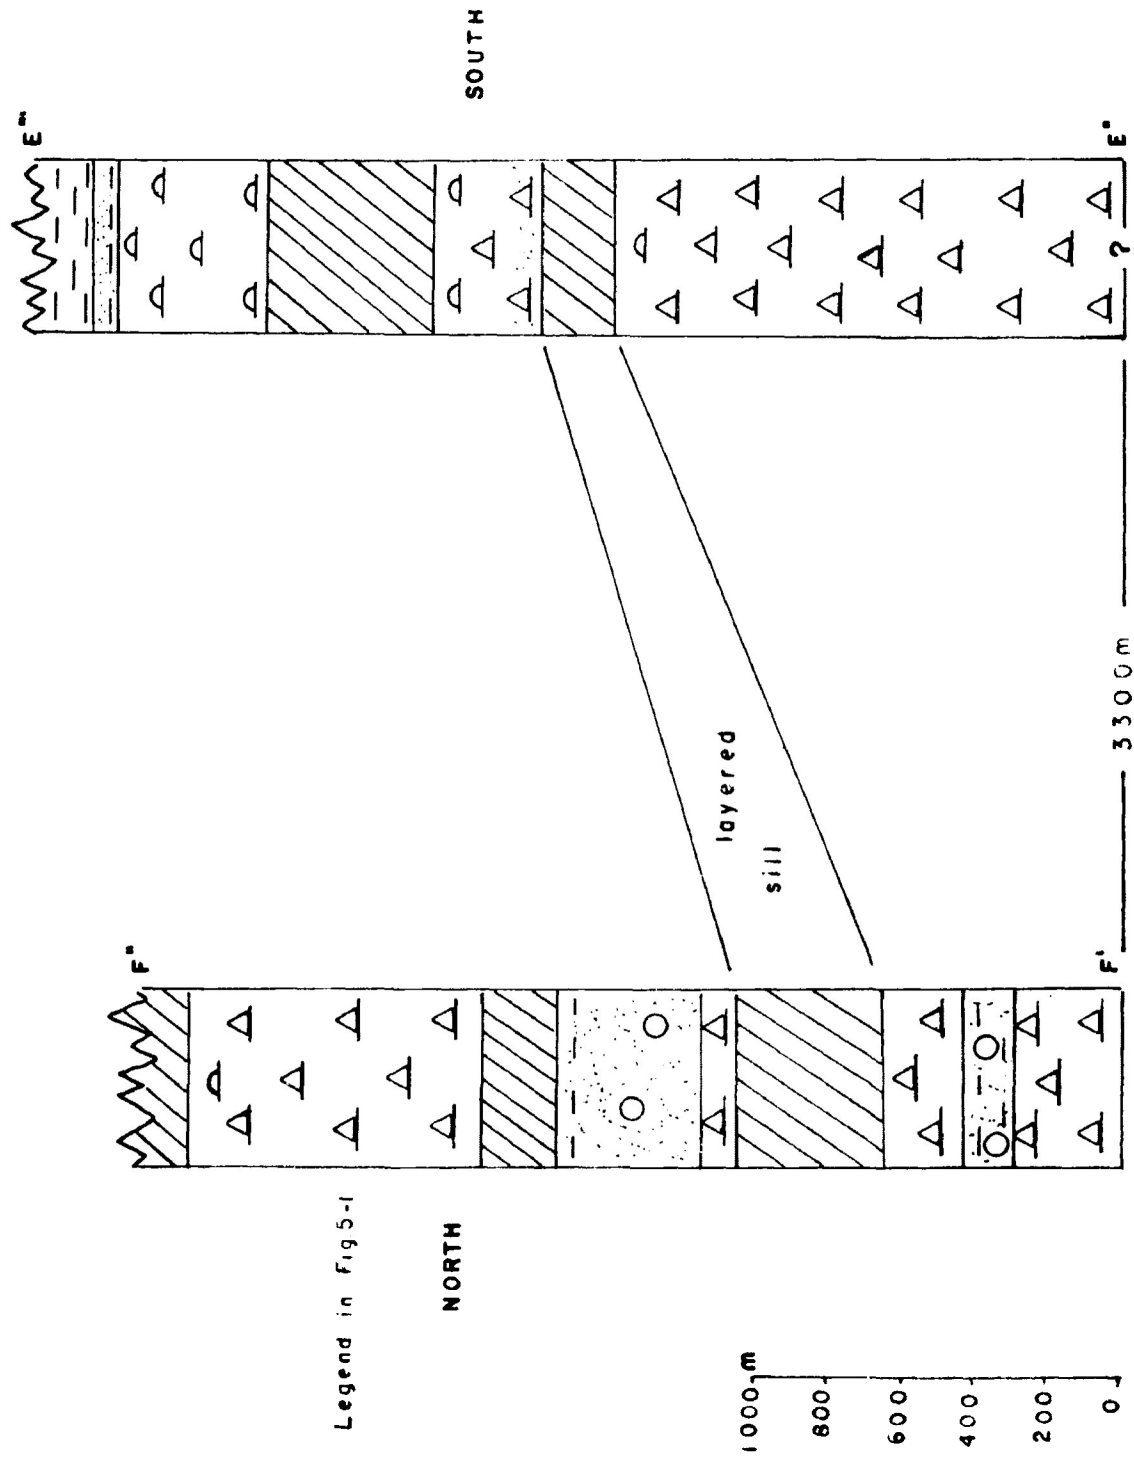 E"'
F"
Legend in Fig 5-1
NORTH
SOUTH
layered
sill
1000 m
800
600
400
200
0
F'
E"
?
3300m